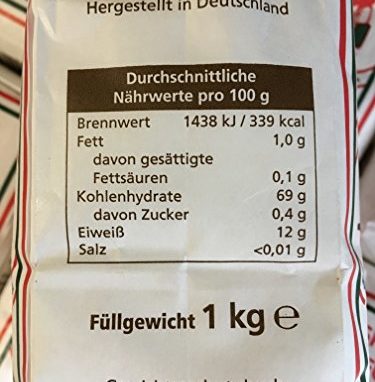 Hergestellt in Deutschland
Durchschnittliche
Nährwerte pro 100 g
Brennwert 1438 kJ / 339 kcal
Fett 1,0 g
davon gesättigte
Fettsäuren 0,1 g
Kohlenhydrate 69 g
davon Zucker 0,4 g
Eiweiß 12 g
Salz <0,01 g
Füllgewicht 1 kg ℮